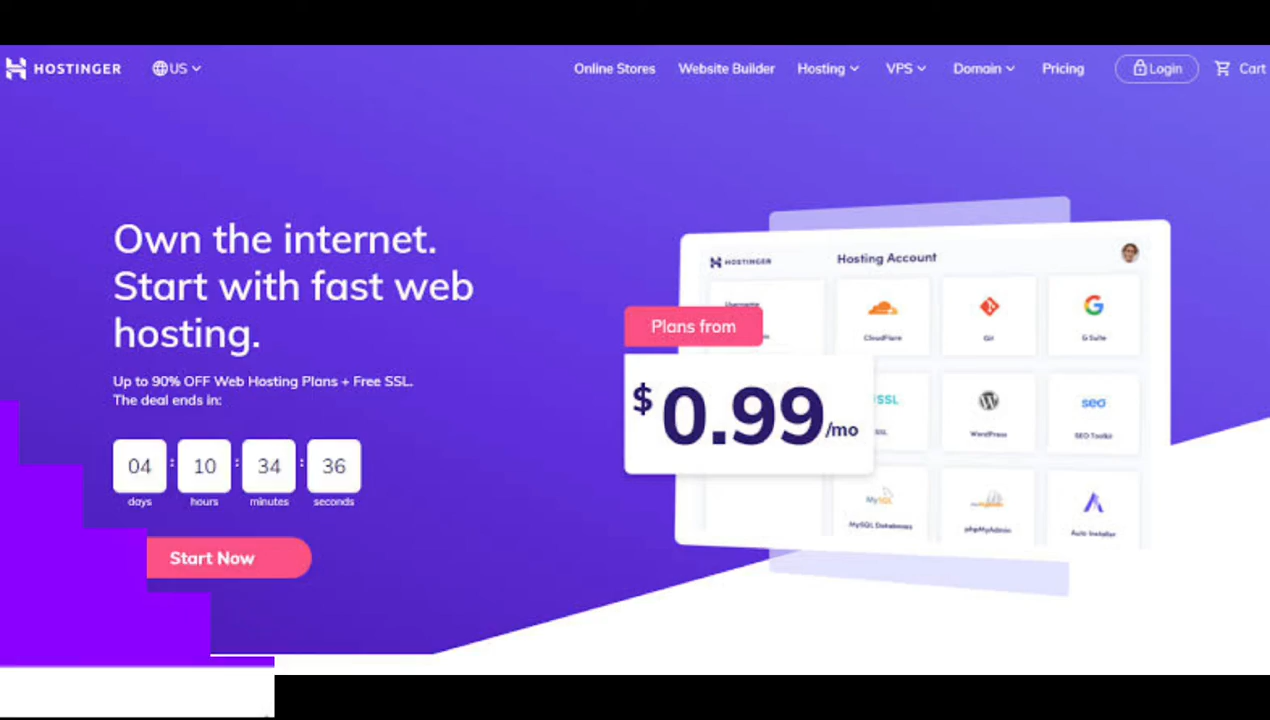 HOSTINGER
US
Online Stores
Website Builder
Hosting
VPS
Domain
Pricing
Login
Cart
Own the internet.
Start with fast web
hosting.
Up to 90% OFF Web Hosting Plans + Free SSL.
The deal ends in:
04 : 10 : 34 : 36
days hours minutes seconds
Start Now
HOSTINGER
Hosting Account
Username
Plans from
$0.99/mo
CloudFlare
Git
G Suite
SSL
SSL
WordPress
seo
SEO Toolkit
MySQL
MySQL Databases
phpMyAdmin
Auto Installer